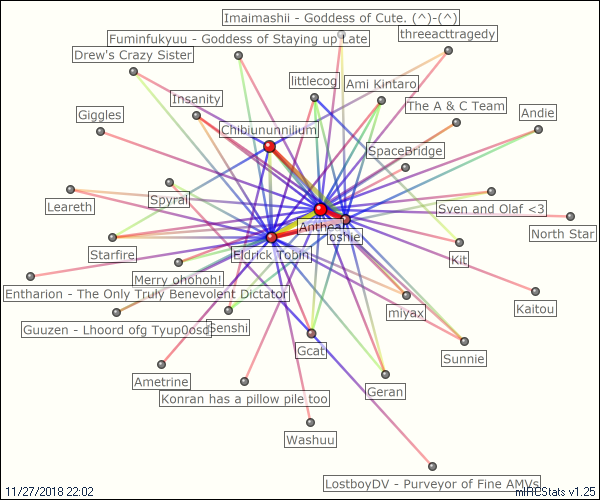 Imaimashii - Goddess of Cute. (^)-(^)
Fuminfukyuu - Goddess of Staying up Late
threeacttragedy
Drew's Crazy Sister
littlecog
Ami Kintaro
Insanity
The A & C Team
Giggles
Andie
Chibiununnilium
SpaceBridge
Leareth
Spyral
Sven and Olaf <3
North Star
Anthean
oshie
Starfire
Eldrick Tobin
Kit
Merry ohohoh!
Entharion - The Only Truly Benevolent Dictator
Kaitou
miyax
Guuzen - Lhoord ofg Tyup0osd
Senshi
Gcat
Sunnie
Ametrine
Geran
Konran has a pillow pile too
Washuu
LostboyDV - Purveyor of Fine AMVs
11/27/2018 22:02
mIRCStats v1.25